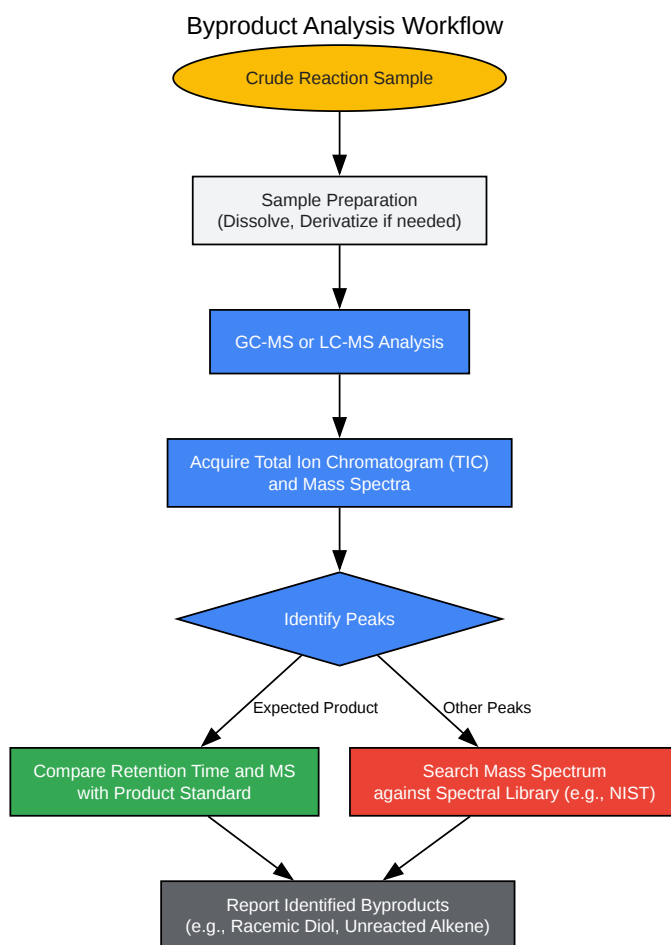 Byproduct Analysis Workflow
Crude Reaction Sample
Sample Preparation
(Dissolve, Derivatize if needed)
GC-MS or LC-MS Analysis
Acquire Total Ion Chromatogram (TIC)
and Mass Spectra
Identify Peaks
Expected Product
Other Peaks
Compare Retention Time and MS
with Product Standard
Search Mass Spectrum
against Spectral Library (e.g., NIST)
Report Identified Byproducts
(e.g., Racemic Diol, Unreacted Alkene)